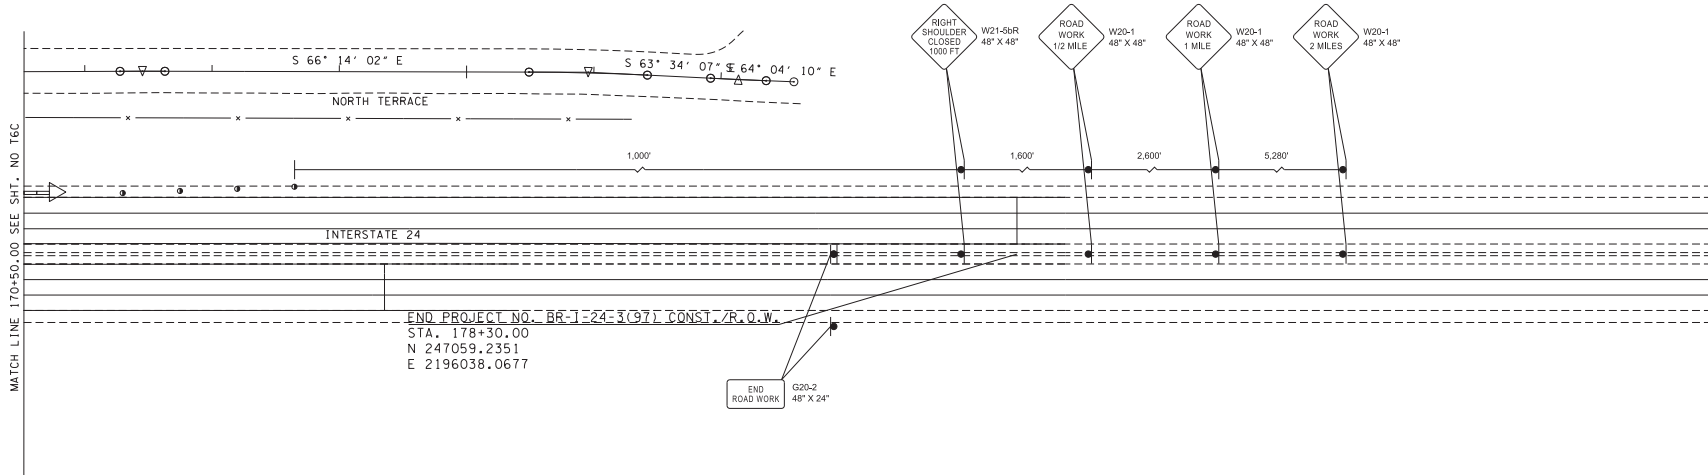 RIGHT
SHOULDER
CLOSED
1000 FT
W21-5bR
48" X 48"
ROAD
WORK
1/2 MILE
W20-1
48" X 48"
ROAD
WORK
1 MILE
W20-1
48" X 48"
ROAD
WORK
2 MILES
W20-1
48" X 48"
S 66° 14' 02" E
S 63° 34' 07" E
S 64° 04' 10" E
NORTH TERRACE
1,000'
1,600'
2,600'
5,280'
MATCH LINE 170+50.00 SEE SHT. NO T6C
INTERSTATE 24
END PROJECT NO. BR-I-24-3(97) CONST./R.O.W.
STA. 178+30.00
N 247059.2351
E 2196038.0677
END
ROAD WORK
G20-2
48" X 24"